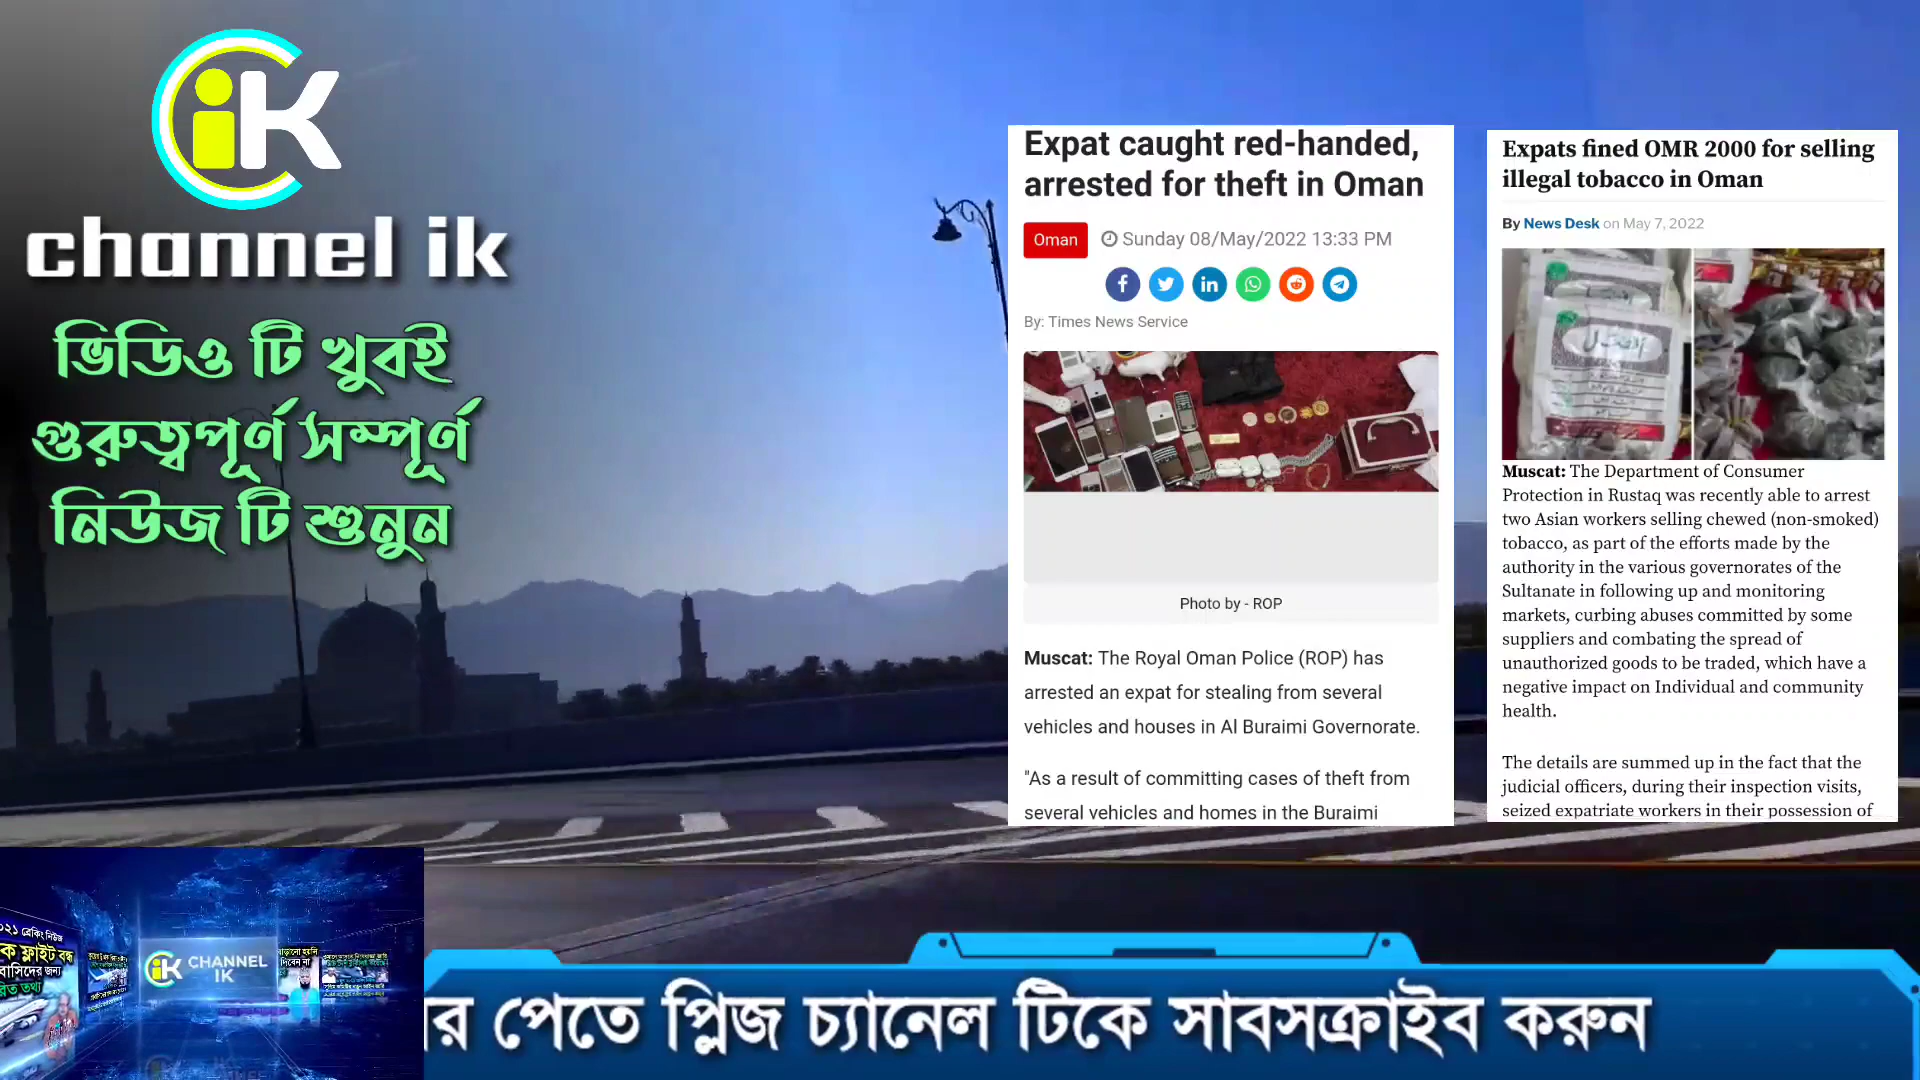 iK
channel ik
ভিডিও টি খুবই
গুরুত্বপূর্ণ সম্পূর্ণ
নিউজ টি শুনুন
Expat caught red-handed,
arrested for theft in Oman
Oman
Sunday 08/May/2022 13:33 PM
By: Times News Service
Photo by - ROP
Muscat: The Royal Oman Police (ROP) has
arrested an expat for stealing from several
vehicles and houses in Al Buraimi Governorate.
"As a result of committing cases of theft from
several vehicles and homes in the Buraimi
Expats fined OMR 2000 for selling
illegal tobacco in Oman
By News Desk on May 7, 2022
Muscat: The Department of Consumer
Protection in Rustaq was recently able to arrest
two Asian workers selling chewed (non-smoked)
tobacco, as part of the efforts made by the
authority in the various governorates of the
Sultanate in following up and monitoring
markets, curbing abuses committed by some
suppliers and combating the spread of
unauthorized goods to be traded, which have a
negative impact on Individual and community
health.
The details are summed up in the fact that the
judicial officers, during their inspection visits,
seized expatriate workers in their possession of
ব্রেকিং নিউজ
ফ্লাইট বন্ধ
জন্য
তথ্য
CHANNEL
IK
পেতে প্লিজ চ্যানেল টিকে সাবসক্রাইব করুন